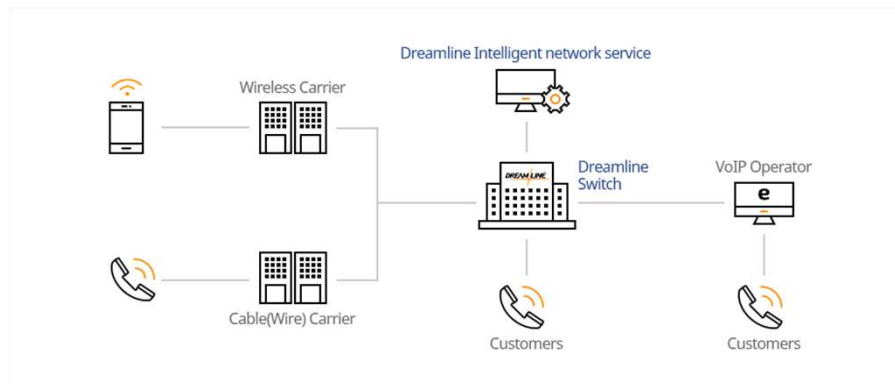 Dreamline Intelligent network service
Wireless Carrier
DREAMLINE
Dreamline
Switch
VoIP Operator
e
Cable(Wire) Carrier
Customers
Customers